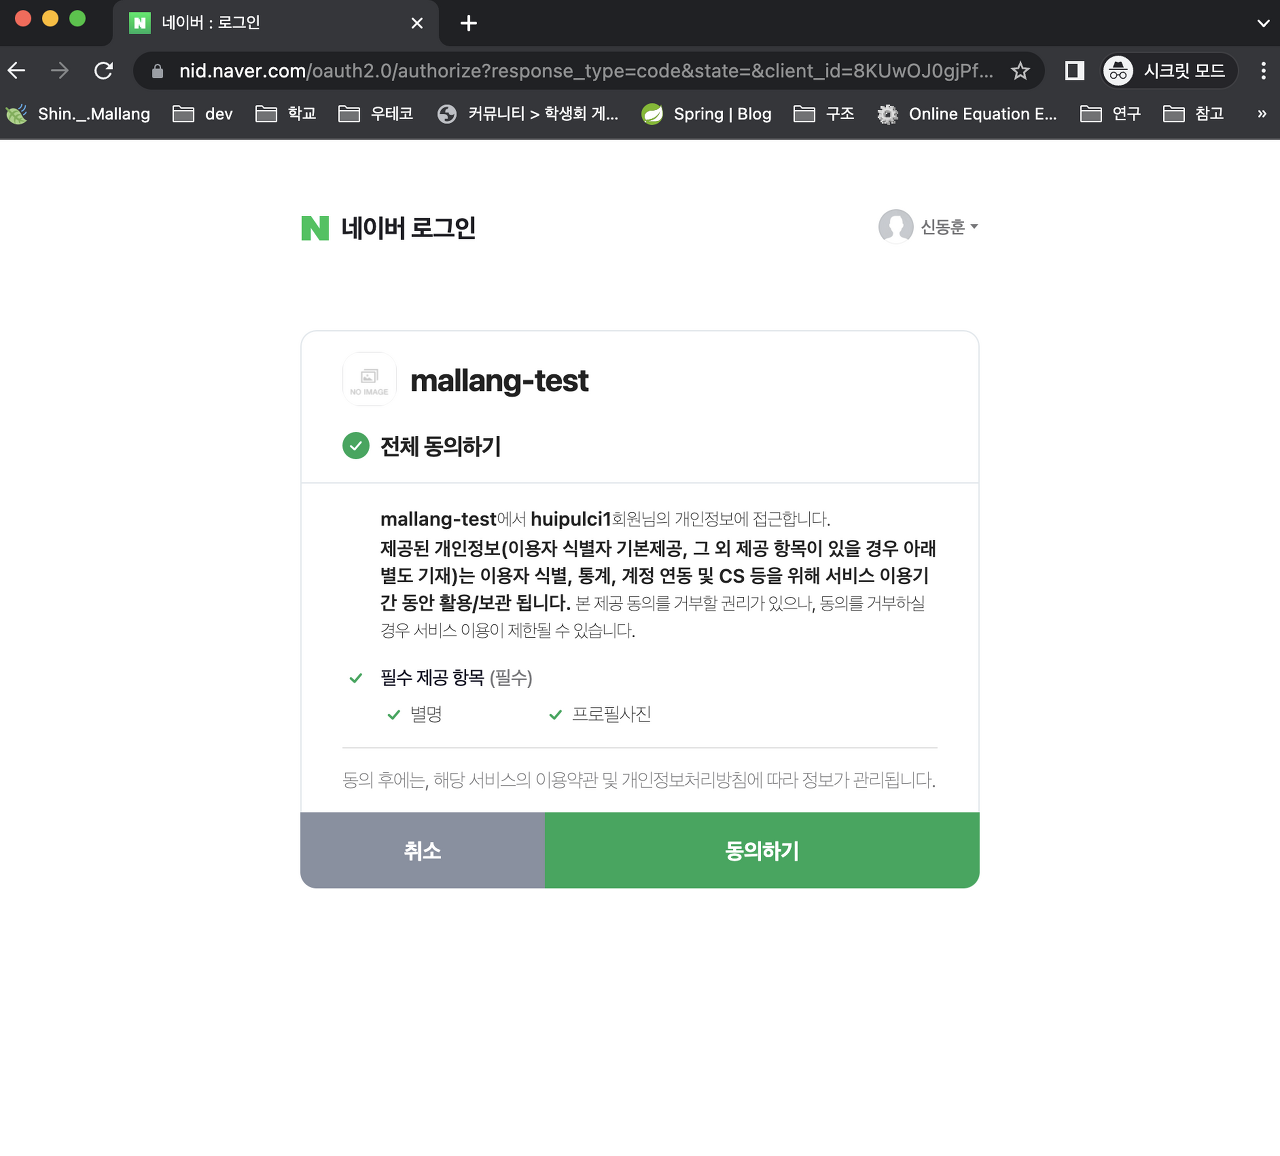 네이버 : 로그인
nid.naver.com/oauth2.0/authorize?response_type=code&state=&client_id=8KUwOJ0gjPf...
시크릿 모드
Shin._.Mallang dev 학교 우테코 커뮤니티 > 학생회 게... Spring | Blog 구조 Online Equation E... 연구 참고 »
N 네이버 로그인
신동훈
NO IMAGE
mallang-test
전체 동의하기
mallang-test에서 huipulci1회원님의 개인정보에 접근합니다.
제공된 개인정보(이용자 식별자 기본제공, 그 외 제공 항목이 있을 경우 아래
별도 기재)는 이용자 식별, 통계, 계정 연동 및 CS 등을 위해 서비스 이용기
간 동안 활용/보관 됩니다. 본 제공 동의를 거부할 권리가 있으나, 동의를 거부하실
경우 서비스 이용이 제한될 수 있습니다.
필수 제공 항목 (필수)
별명 프로필사진
동의 후에는, 해당 서비스의 이용약관 및 개인정보처리방침에 따라 정보가 관리됩니다.
취소 동의하기